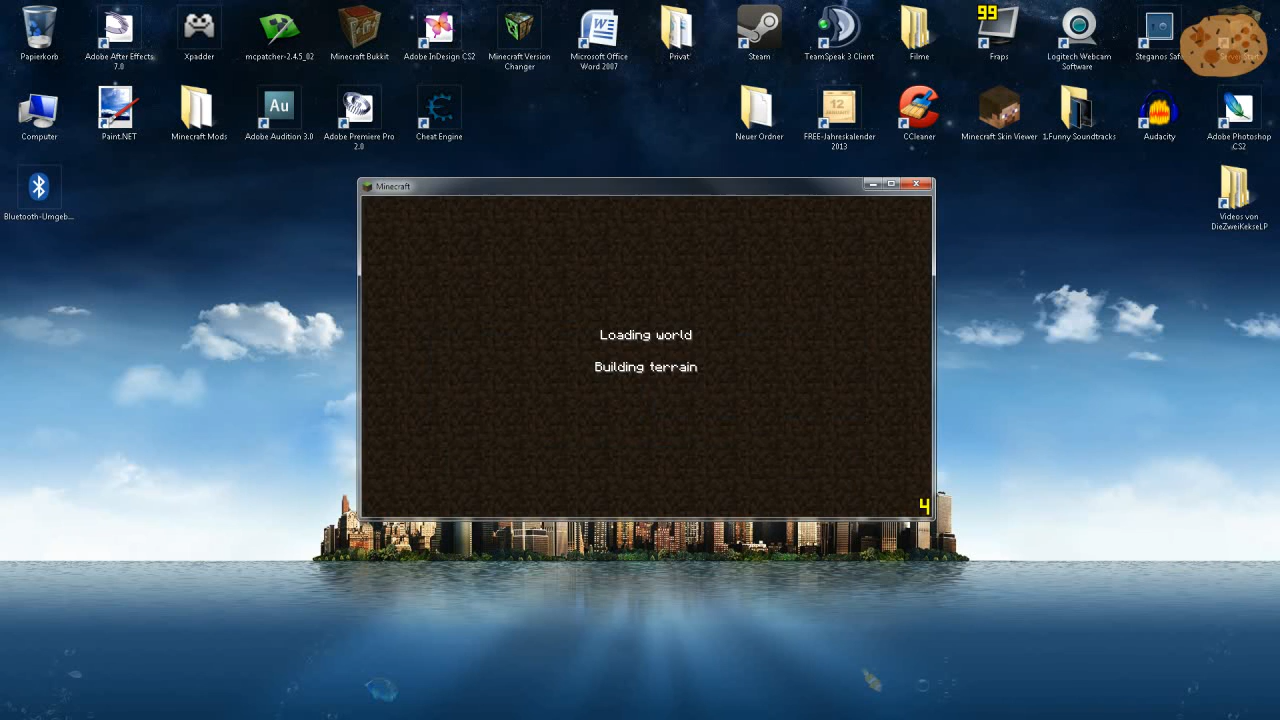 99
Papierkorb
Adobe After Effects 7.0
Xpadder
mcpatcher-2.4.5_02
Minecraft Bukkit
Adobe InDesign CS2
Minecraft Version Changer
Microsoft Office Word 2007
Privat
Steam
TeamSpeak 3 Client
Filme
Fraps
Logitech Webcam Software
Steganos Safe
Computer
Paint.NET
Minecraft Mods
Au
Adobe Audition 3.0
Adobe Premiere Pro 2.0
Cheat Engine
Neuer Ordner
12
FREE-Jahreskalender 2013
CCleaner
Minecraft Skin Viewer
1.Funny Soundtracks
Audacity
Adobe Photoshop CS2
Bluetooth-Umgeb...
Videos von DieZweiKekseLP
Minecraft
Loading world
Building terrain
4